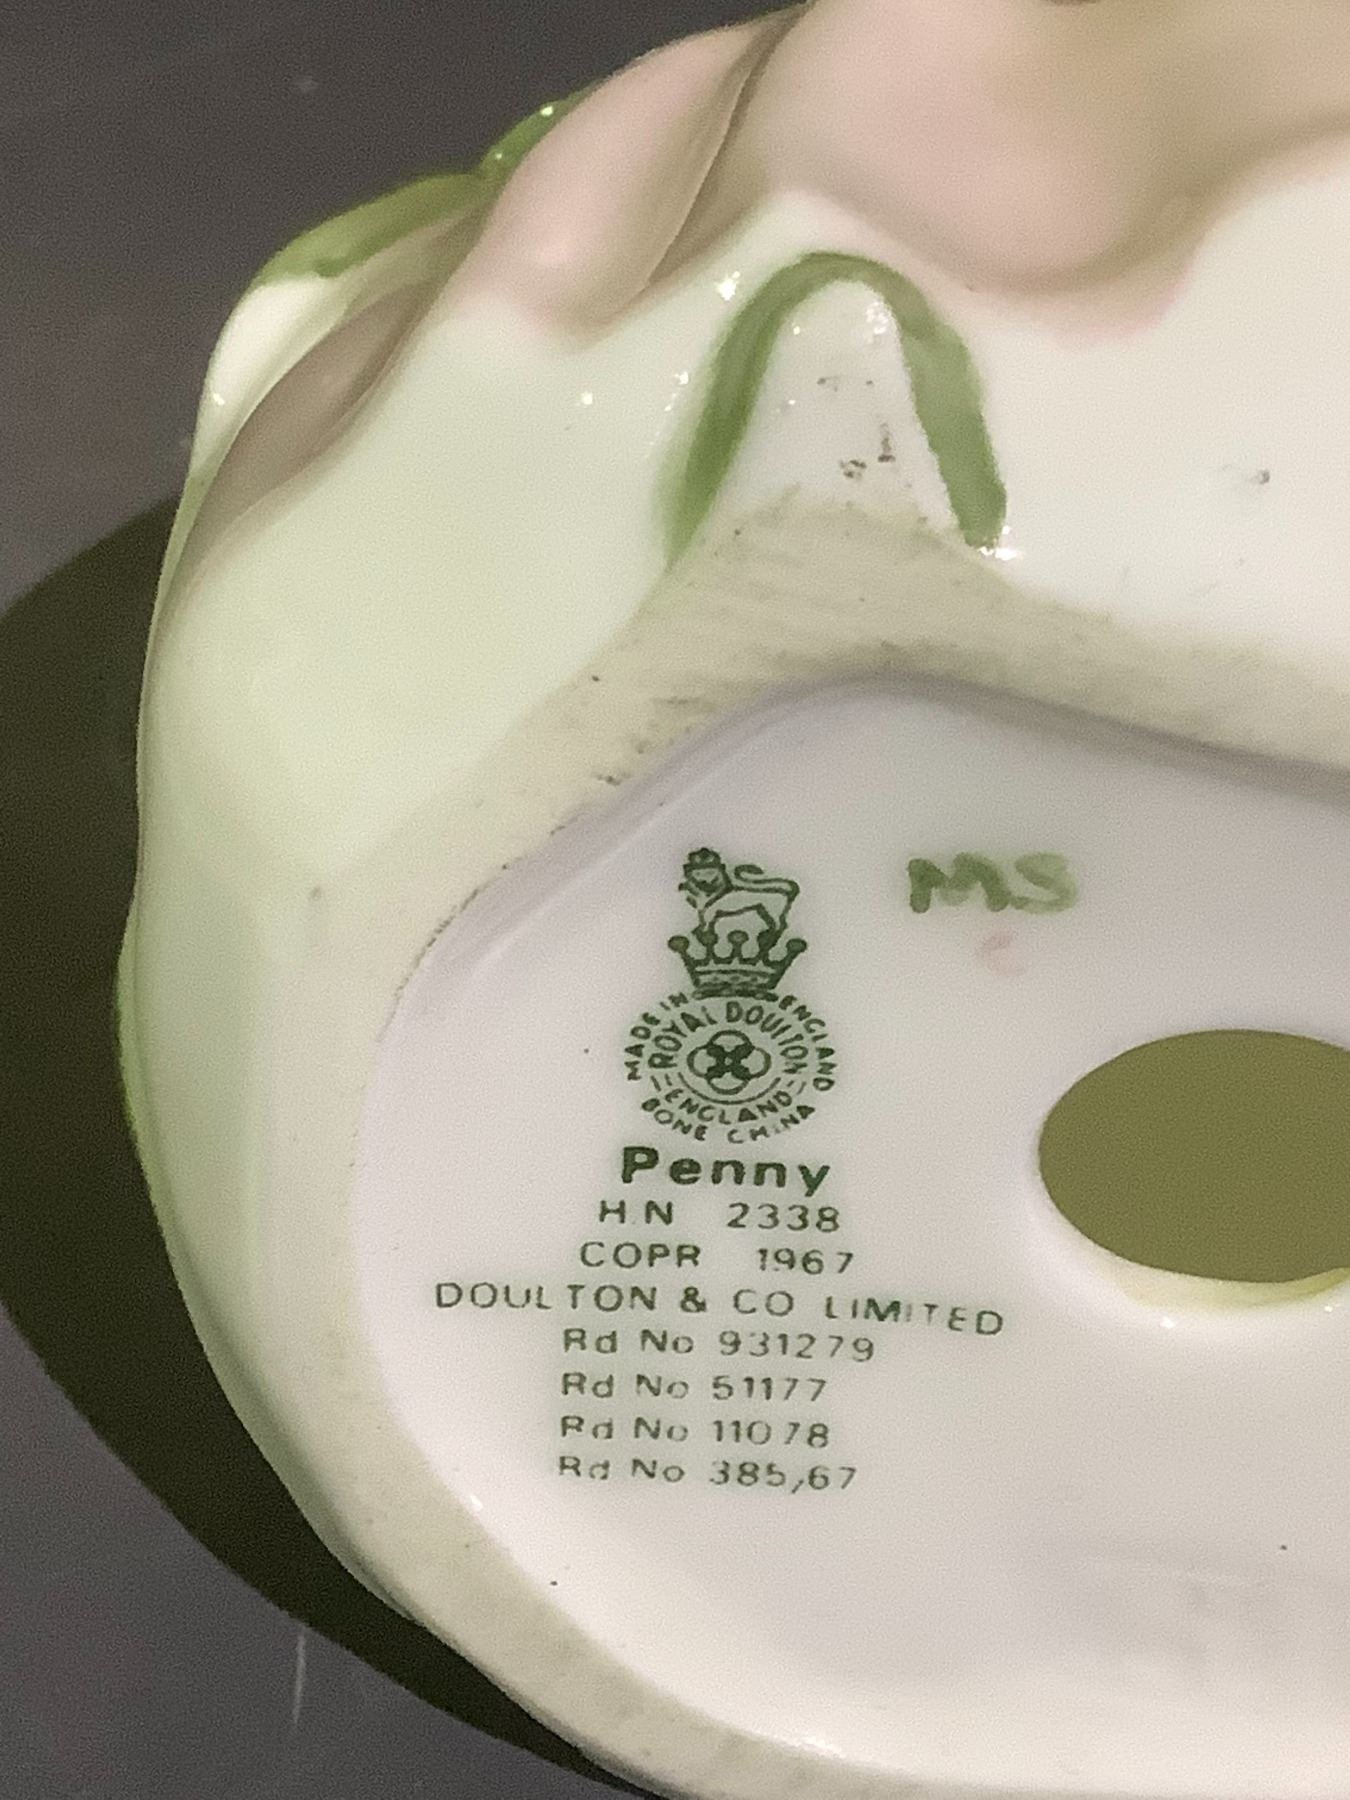 MS
MADE IN ENGLAND
ROYAL DOULTON
ENGLAND
BONE CHINA
Penny
H.N 2338
COPR 1967
DOULTON & CO LIMITED
Rd No 931279
Rd No 51177
Rd No 11078
Rd No 385,67